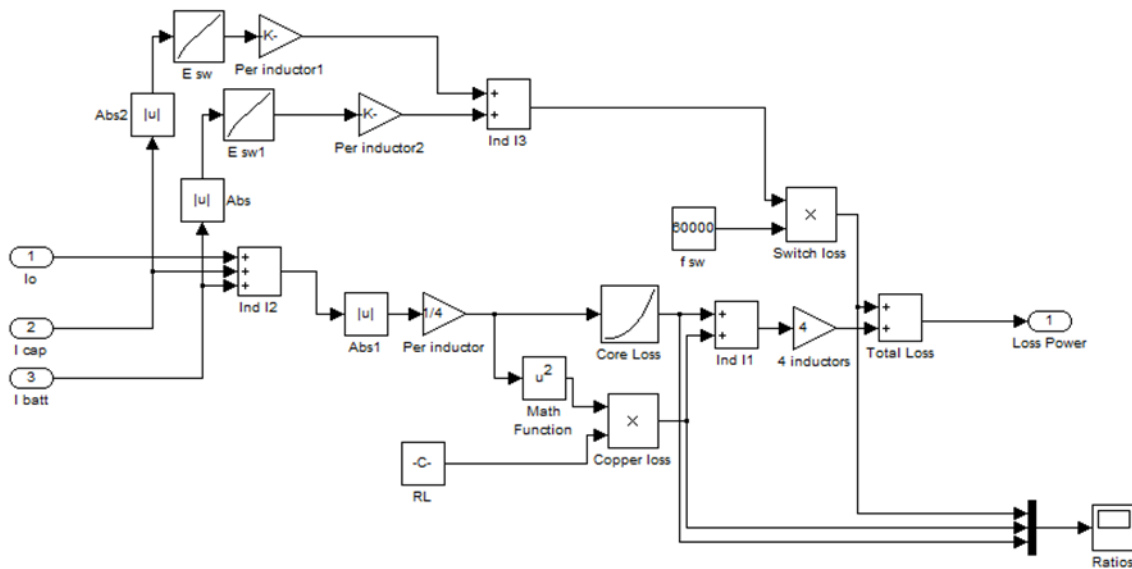 E sw
-K-
Per inductor1
|u|
Abs2
E sw1
-K-
Per inductor2
+
+
Ind I3
|u|
Abs
60000
f sw
×
Switch loss
1
Io
+
+
+
Ind I2
2
I cap
3
I batt
|u|
Abs1
1/4
Per inductor
Core Loss
+
+
Ind I1
4
4 inductors
+
+
Total Loss
1
Loss Power
u²
Math
Function
×
Copper loss
-C-
RL
Ratios